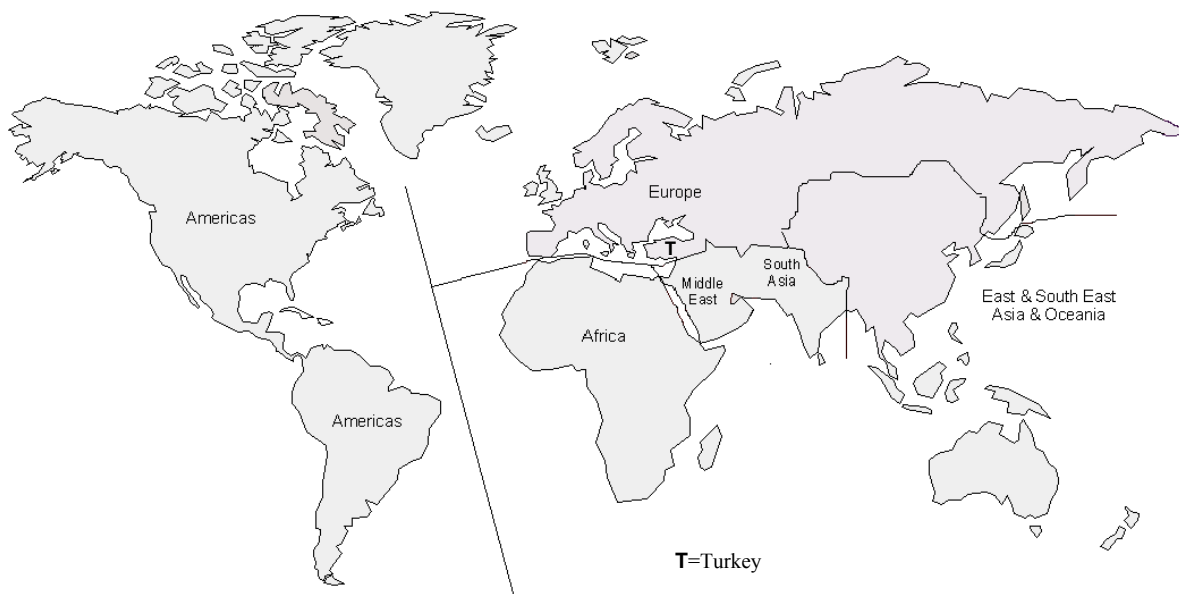 Europe
Americas
T
South
Asia
Middle
East
East & South East
Asia & Oceania
Africa
Americas
T=Turkey